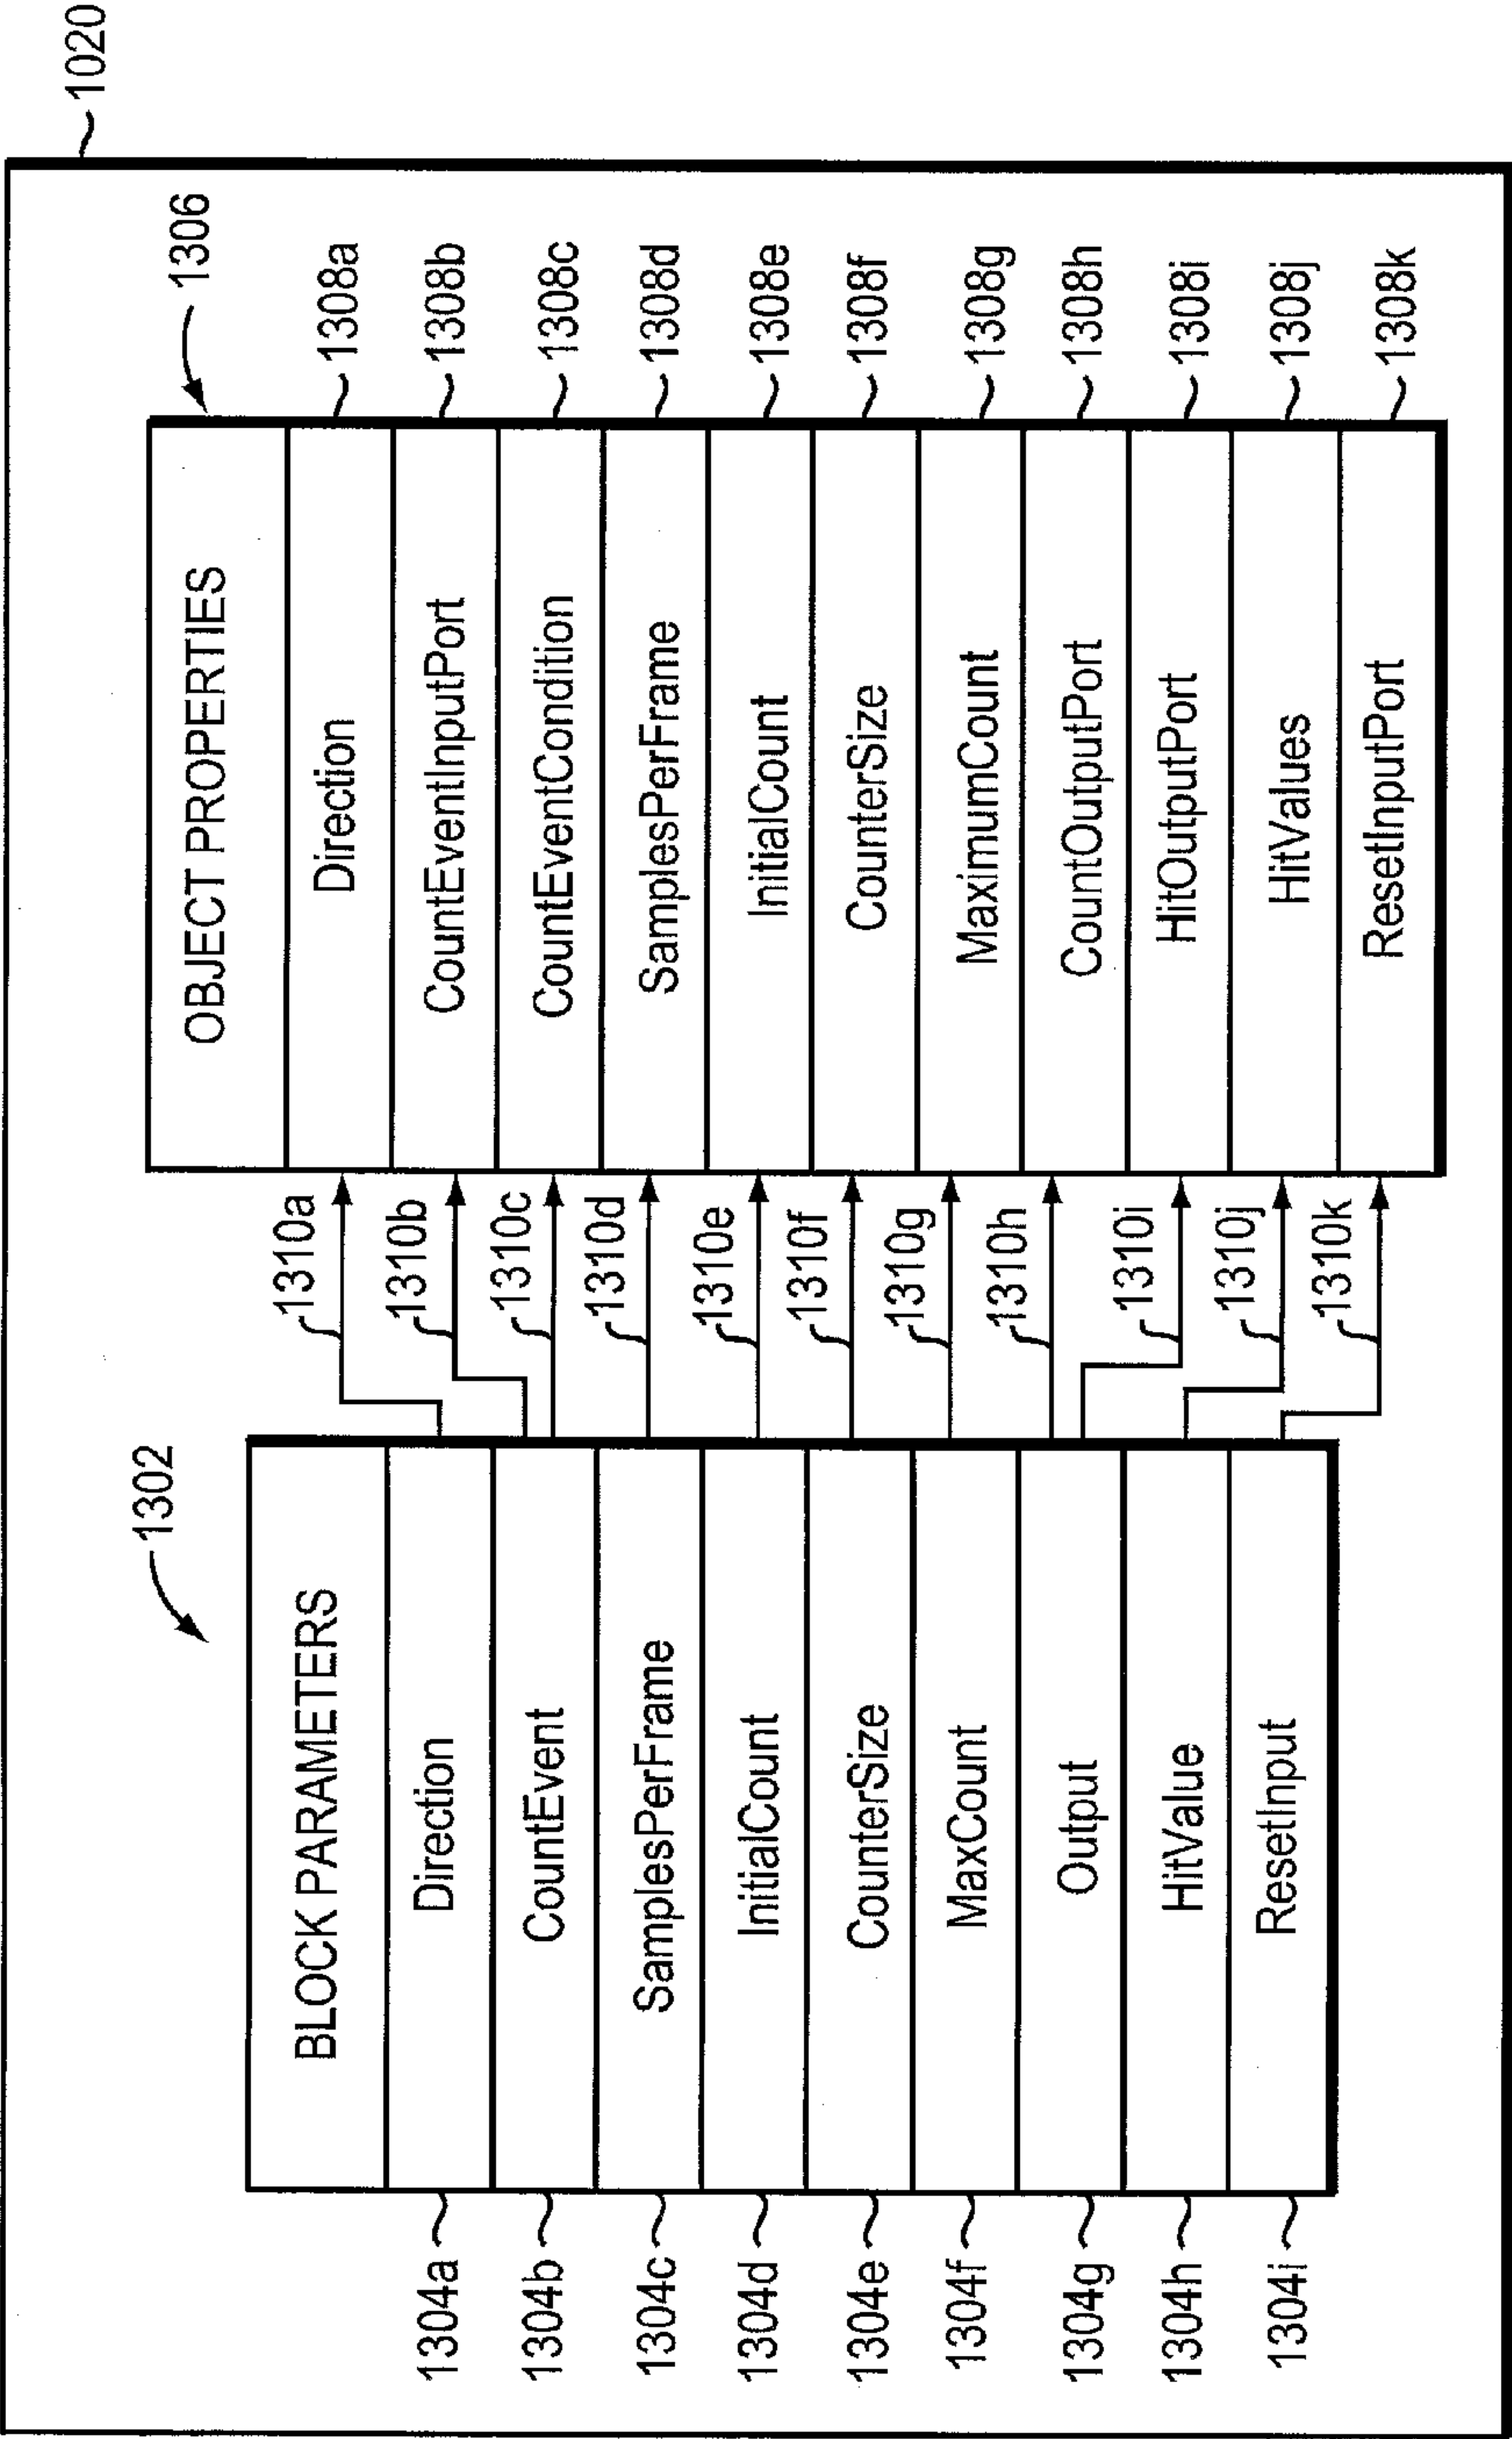 1020
1302
BLOCK PARAMETERS
1304a
Direction
1304b
CountEvent
1304c
SamplesPerFrame
1304d
InitialCount
1304e
CounterSize
1304f
MaxCount
1304g
Output
1304h
HitValue
1304i
ResetInput
1310a
1310b
1310c
1310d
1310e
1310f
1310g
1310h
1310i
1310j
1310k
1306
OBJECT PROPERTIES
Direction
1308a
CountEventInputPort
1308b
CountEventCondition
1308c
SamplesPerFrame
1308d
InitialCount
1308e
CounterSize
1308f
MaximumCount
1308g
CountOutputPort
1308h
HitOutputPort
1308i
HitValues
1308j
ResetInputPort
1308k